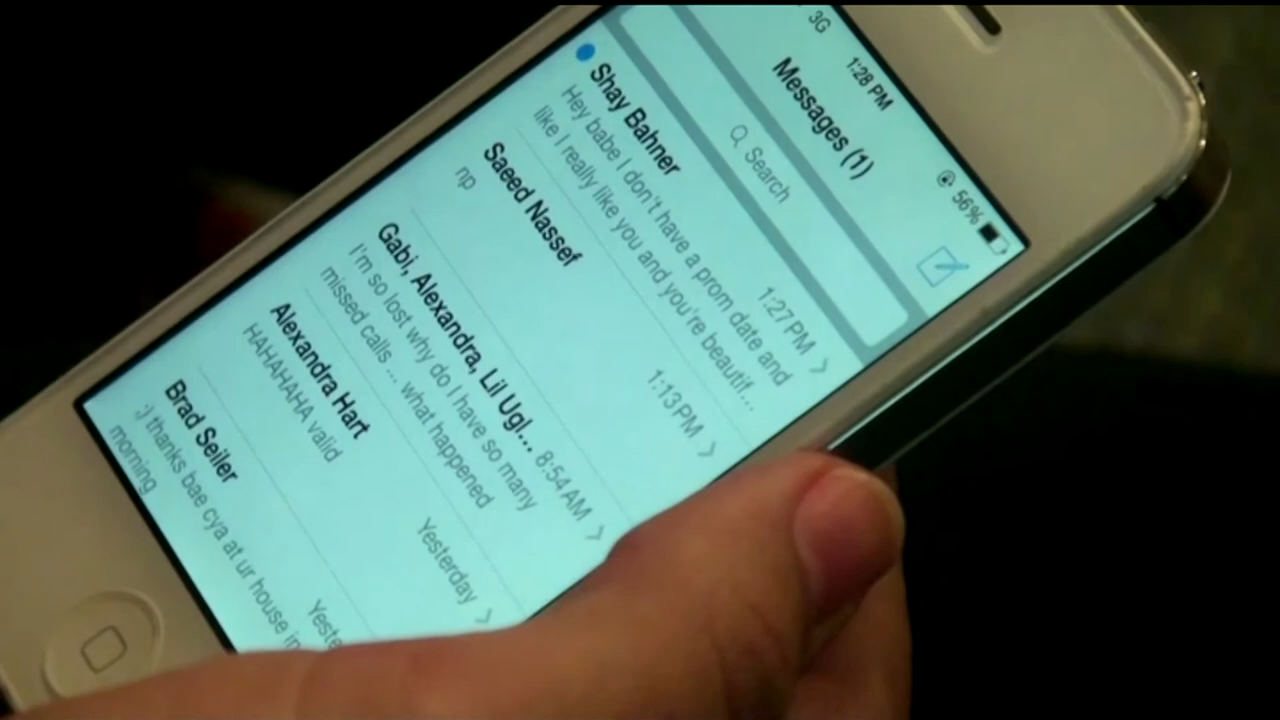 3G
1:28 PM
56%
Messages (1)
Search
Shay Bahner
1:27 PM
Hey babe I don't have a prom date and
like I really like you and you're beautif...
Saeed Nassef
1:13 PM
np
Gabi, Alexandra, Lil Ugl...
8:54 AM
I'm so lost why do I have so many
missed calls ... what happened
Alexandra Hart
Yesterday
HAHAHAHA valid
Brad Seiler
Yeste
:) thanks bae cya at ur house in
morning